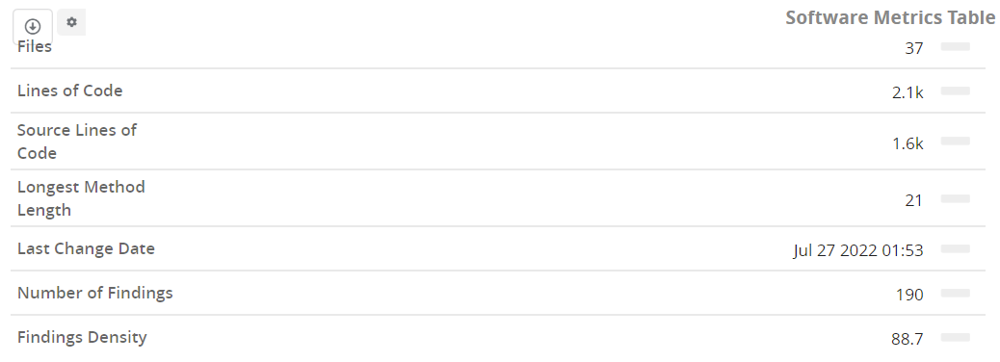 Software Metrics Table
Files 37
Lines of Code 2.1k
Source Lines of
Code 1.6k
Longest Method
Length 21
Last Change Date Jul 27 2022 01:53
Number of Findings 190
Findings Density 88.7